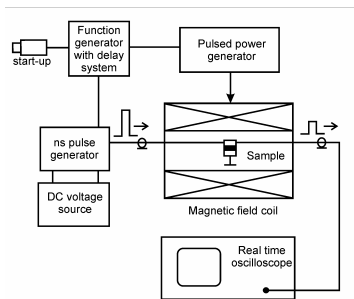 Function
generator
with delay
system
start-up
Pulsed power
generator
ns pulse
generator
DC voltage
source
Sample
Magnetic field coil
Real time
oscilloscope